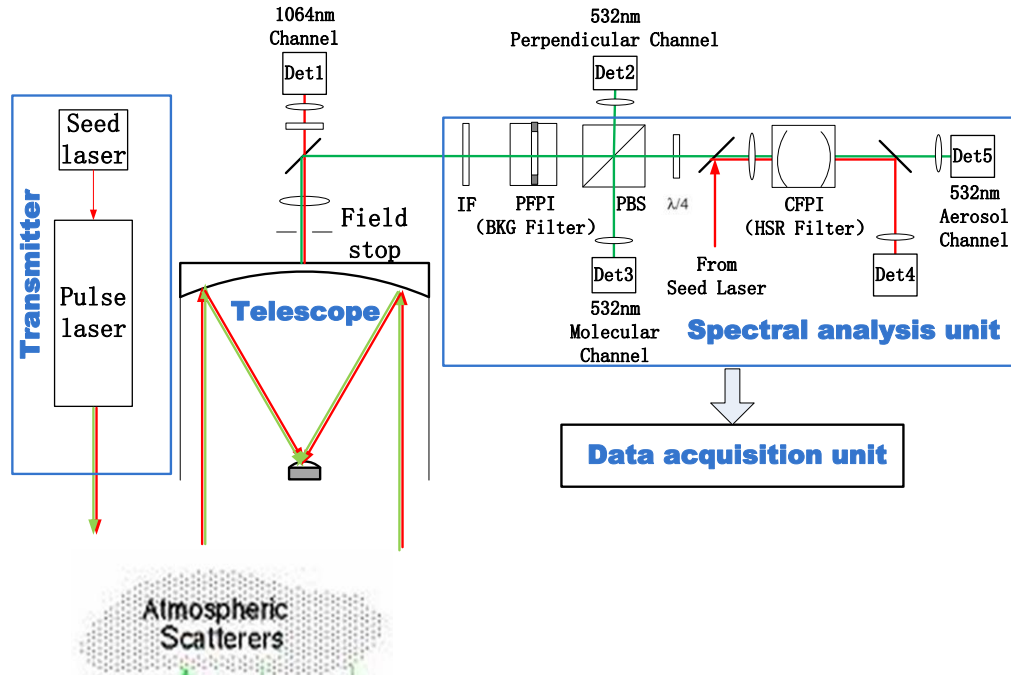 1064nm
Channel
Det1
532nm
Perpendicular Channel
Det2
Seed
laser
Pulse
laser
Transmitter
Field
stop
Telescope
IF
PFPI
(BKG Filter)
PBS
λ/4
CFPI
(HSR Filter)
Det5
532nm
Aerosol
Channel
Det3
532nm
Molecular
Channel
From
Seed Laser
Det4
Spectral analysis unit
Data acquisition unit
Atmospheric
Scatterers